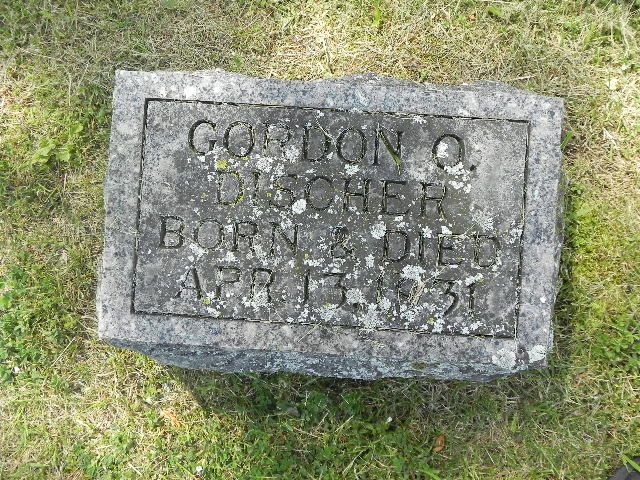 GORDON O.
DISCHER
BORN & DIED
APR. 13, 1931